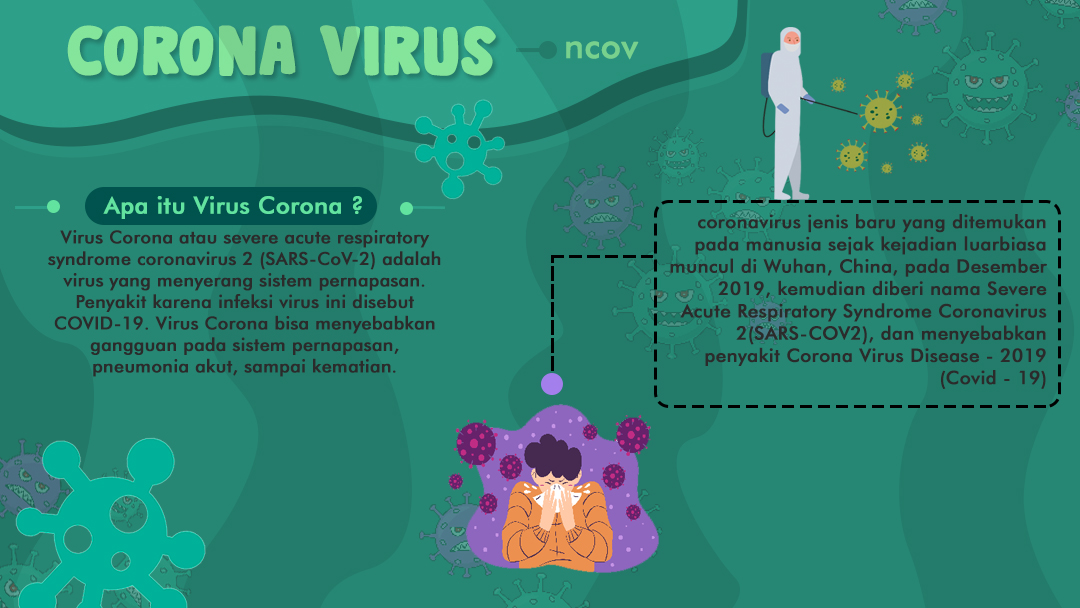 CORONA VIRUS
ncov
Apa itu Virus Corona ?
Virus Corona atau severe acute respiratory
syndrome coronavirus 2 (SARS-CoV-2) adalah
virus yang menyerang sistem pernapasan.
Penyakit karena infeksi virus ini disebut
COVID-19. Virus Corona bisa menyebabkan
gangguan pada sistem pernapasan,
pneumonia akut, sampai kematian.
coronavirus jenis baru yang ditemukan
pada manusia sejak kejadian luarbiasa
muncul di Wuhan, China, pada Desember
2019, kemudian diberi nama Severe
Acute Respiratory Syndrome Coronavirus
2(SARS-COV2), dan menyebabkan
penyakit Corona Virus Disease - 2019
(Covid - 19)